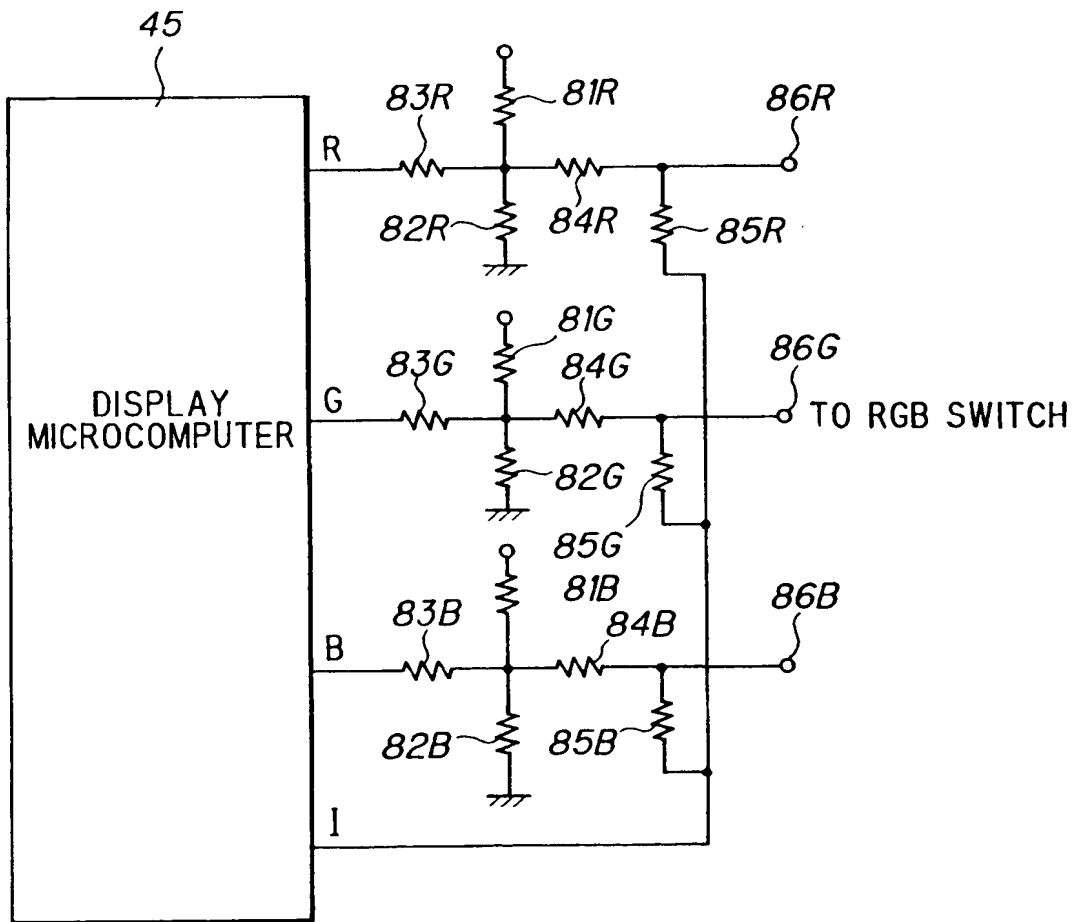 45
83R
81R
86R
R
82R
84R
85R
81G
83G
84G
86G
G
TO RGB SWITCH
DISPLAY
MICROCOMPUTER
82G
85G
81B
83B
84B
86B
B
82B
85B
I